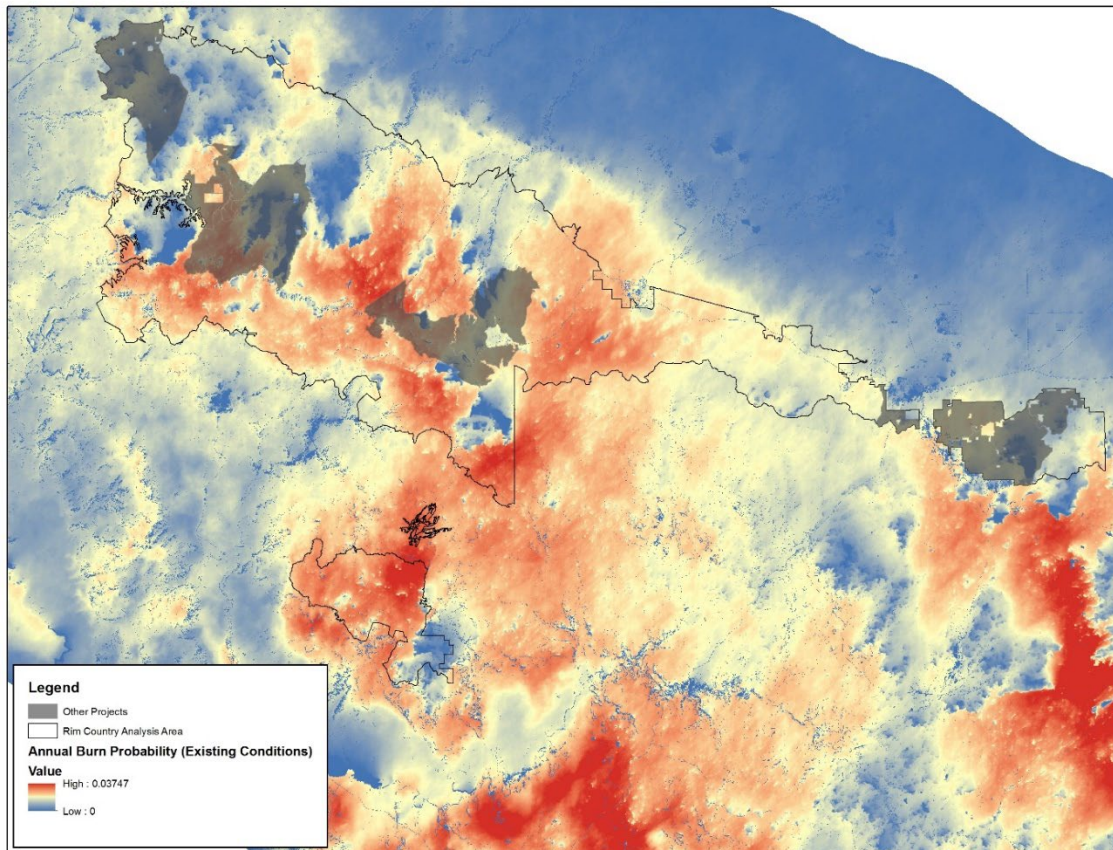 Legend
Other Projects
Rim Country Analysis Area
Annual Burn Probability (Existing Conditions)
Value
High : 0.03747
Low : 0